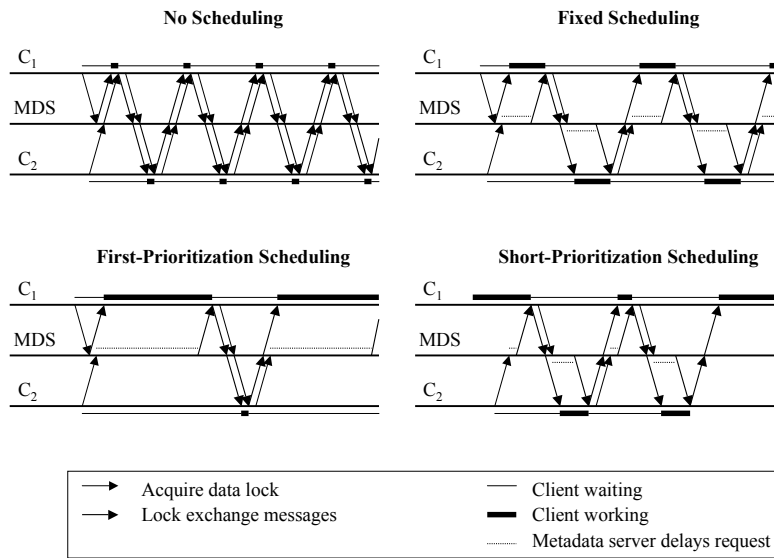 No Scheduling
C1
MDS
C2
Fixed Scheduling
C1
MDS
C2
First-Prioritization Scheduling
C1
MDS
C2
Short-Prioritization Scheduling
C1
MDS
C2
Acquire data lock
Lock exchange messages
Client waiting
Client working
Metadata server delays request